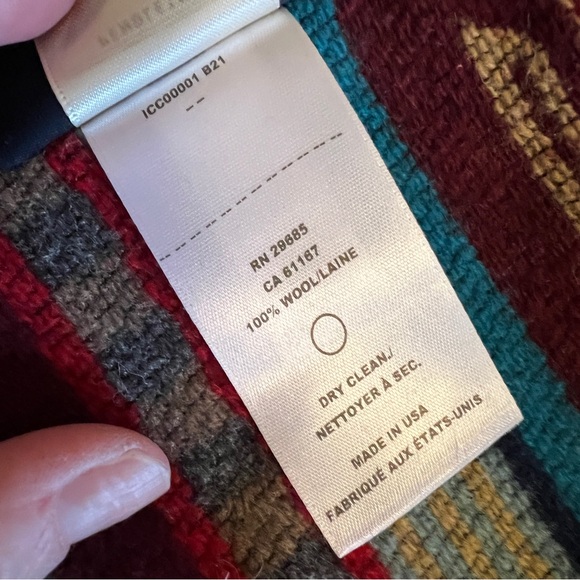 ICC00001 B21
--
RN 29685
CA 61167
100% WOOL/LAINE
DRY CLEAN./
NETTOYER À SEC.
MADE IN USA
FABRIQUÉ AUX ÉTATS-UNIS